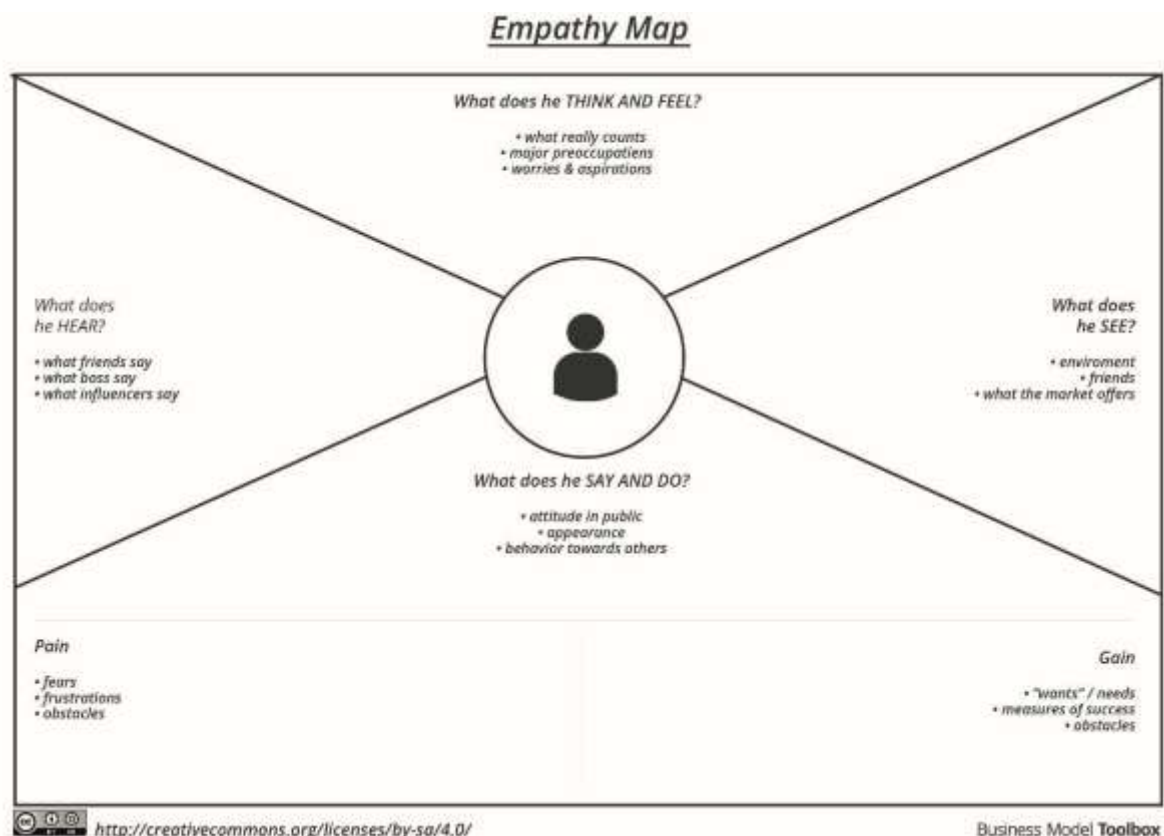 Empathy Map
What does he THINK AND FEEL?
• what really counts
• major preoccupatiens
• worries & aspirations
What does
he HEAR?
• what friends say
• what boss say
• what influencers say
What does
he SEE?
• enviroment
• friends
• what the market offers
What does he SAY AND DO?
• attitude in public
• appearance
• behavior towards others
Pain
• fears
• frustrations
• obstacles
Gain
• "wants" / needs
• measures of success
• obstacles
cc BY SA
http://creativecommons.org/licenses/by-sa/4.0/
Business Model Toolbox